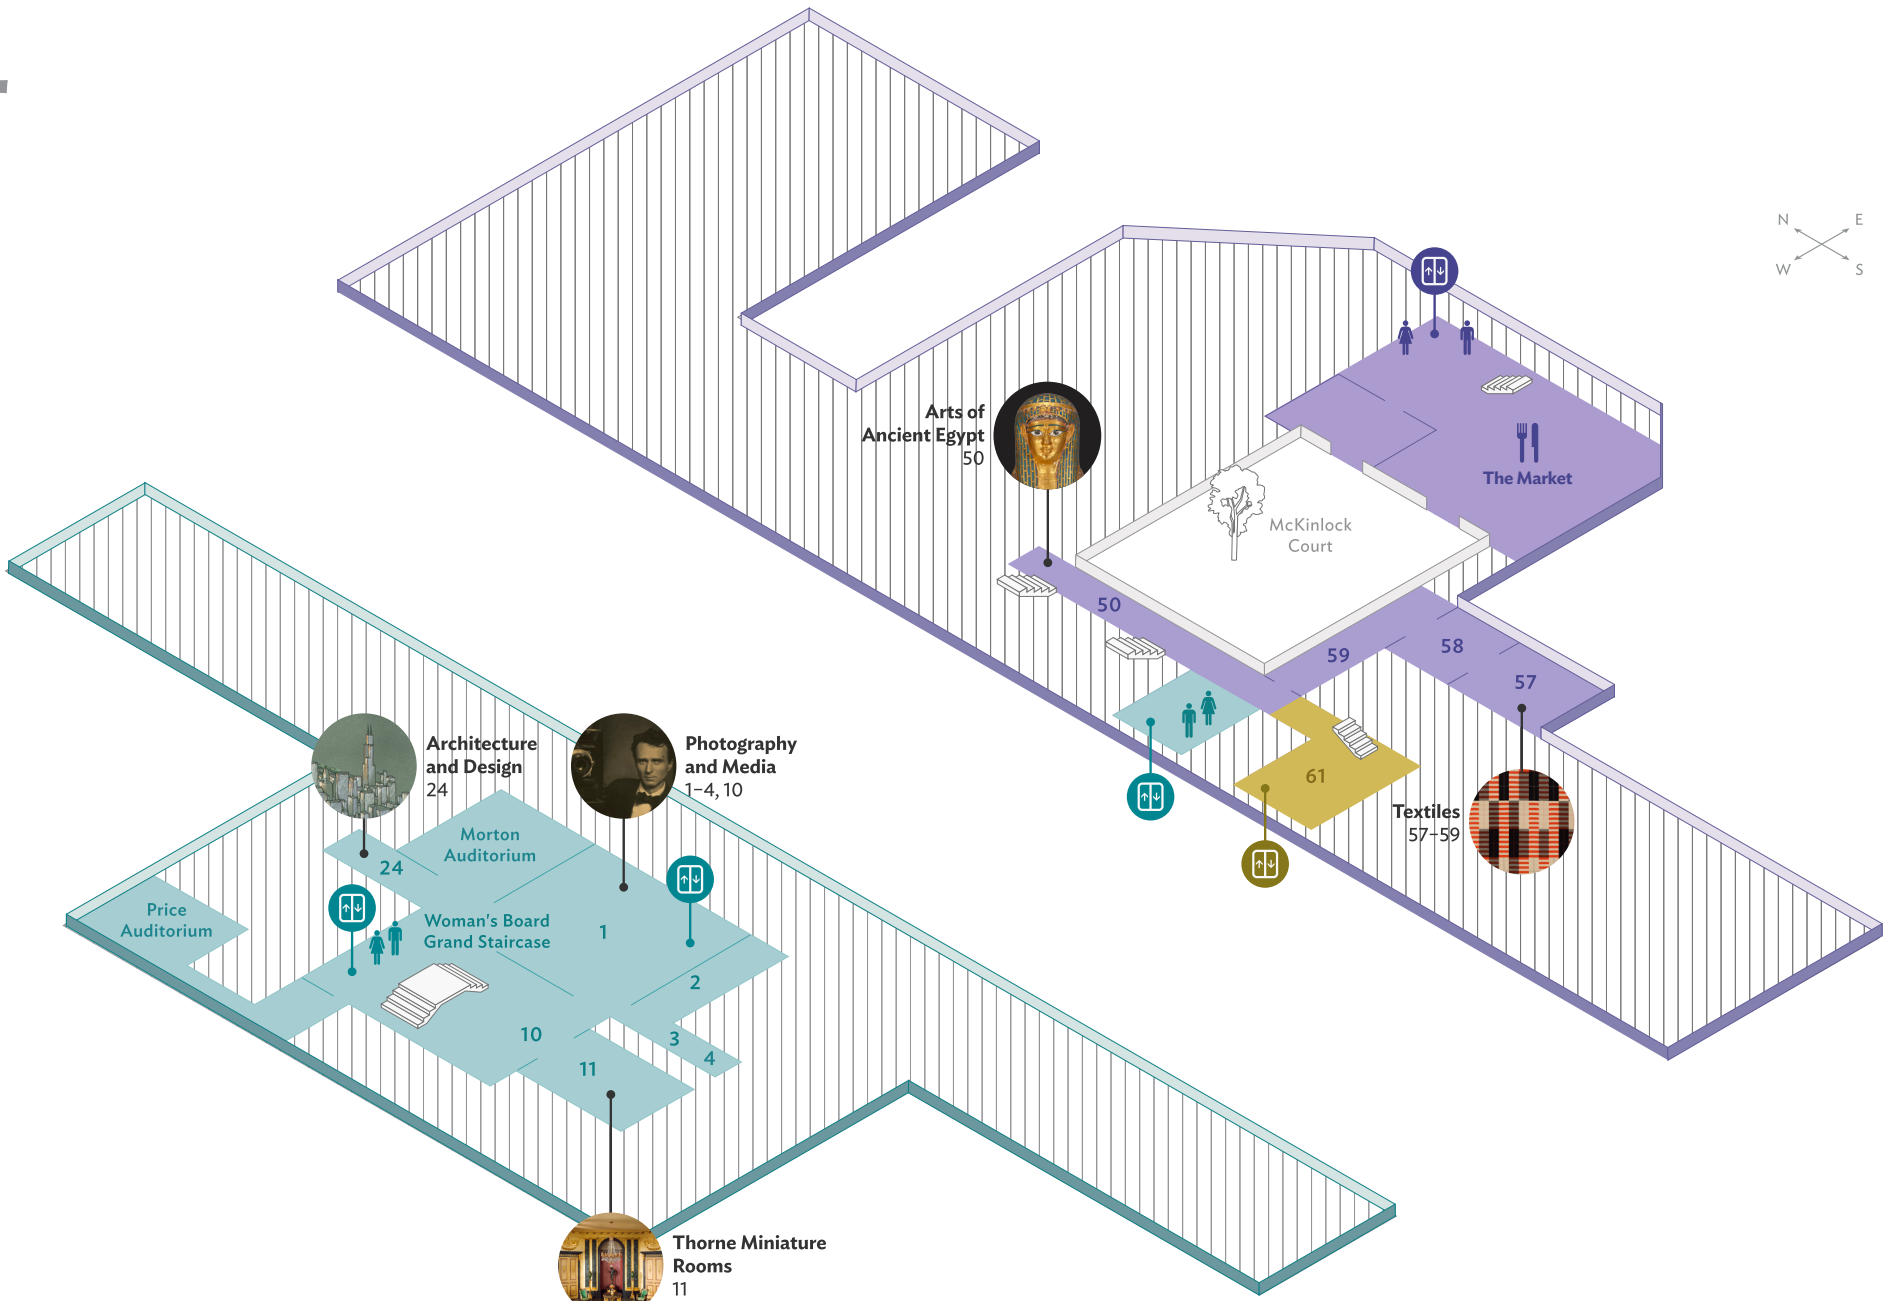 N
E
W
S
Arts of
Ancient Egypt
50
The Market
McKinlock
Court
50
59
58
57
61
Textiles
57–59
Architecture
and Design
24
Photography
and Media
1–4, 10
Morton
Auditorium
24
Price
Auditorium
Woman's Board
Grand Staircase
1
2
3
4
10
11
Thorne Miniature
Rooms
11